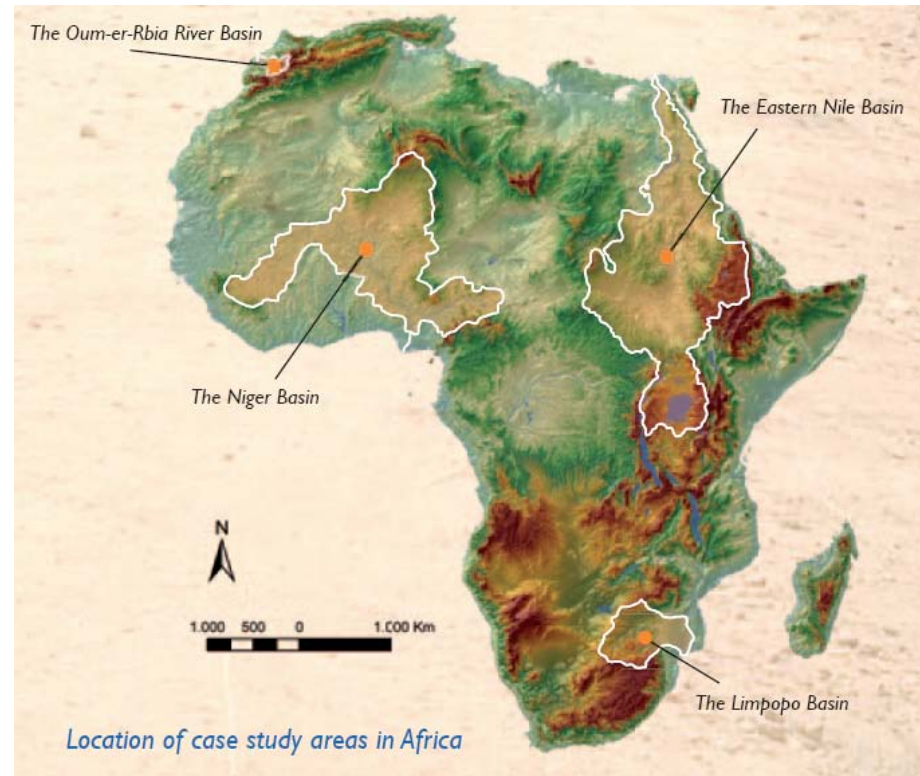 The Oum-er-Rbia River Basin
The Eastern Nile Basin
The Niger Basin
N
1.000 500 0 1.000 Km
The Limpopo Basin
Location of case study areas in Africa